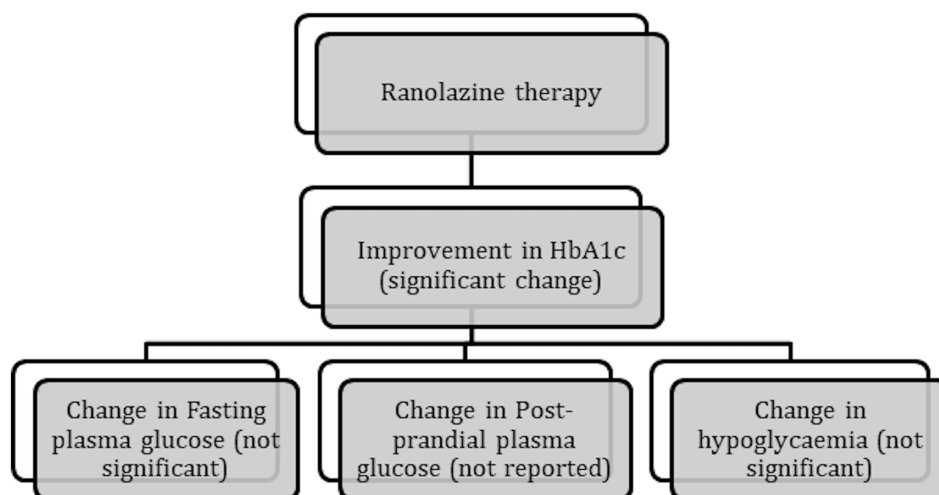 Ranolazine therapy
Improvement in HbA1c
(significant change)
Change in Fasting
plasma glucose (not
significant)
Change in Post-
prandial plasma
glucose (not reported)
Change in
hypoglycaemia (not
significant)